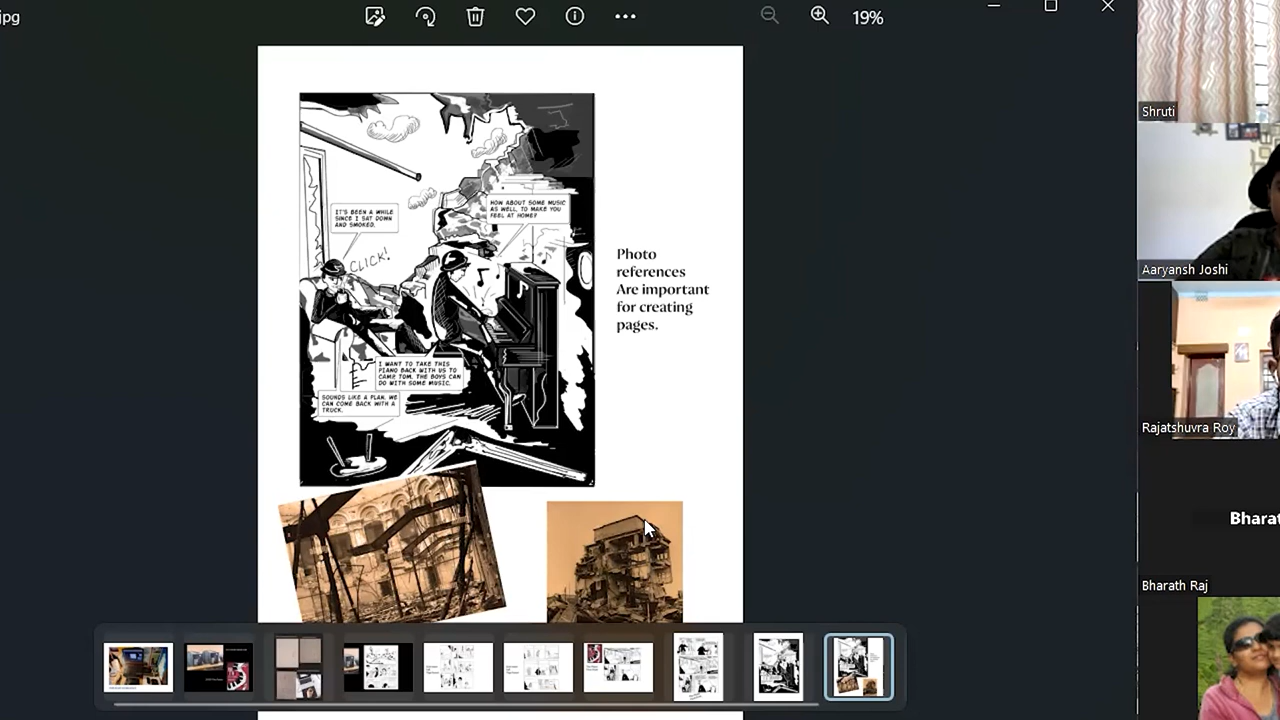 jpg
19%
IT'S BEEN A WHILE
SINCE I SAT DOWN
AND SMOKED.
CLICK!
HOW ABOUT SOME MUSIC
AS WELL, TO MAKE YOU
FEEL AT HOME?
I WANT TO TAKE THIS
PIANO BACK WITH US TO
CAMP TOM. THE BOYS CAN
DO WITH SOME MUSIC.
SOUNDS LIKE A PLAN. WE
CAN COME BACK WITH A
TRUCK.
Photo
references
Are important
for creating
pages.
Shruti
Aaryansh Joshi
Rajatshuvra Roy
Bharat
Bharath Raj